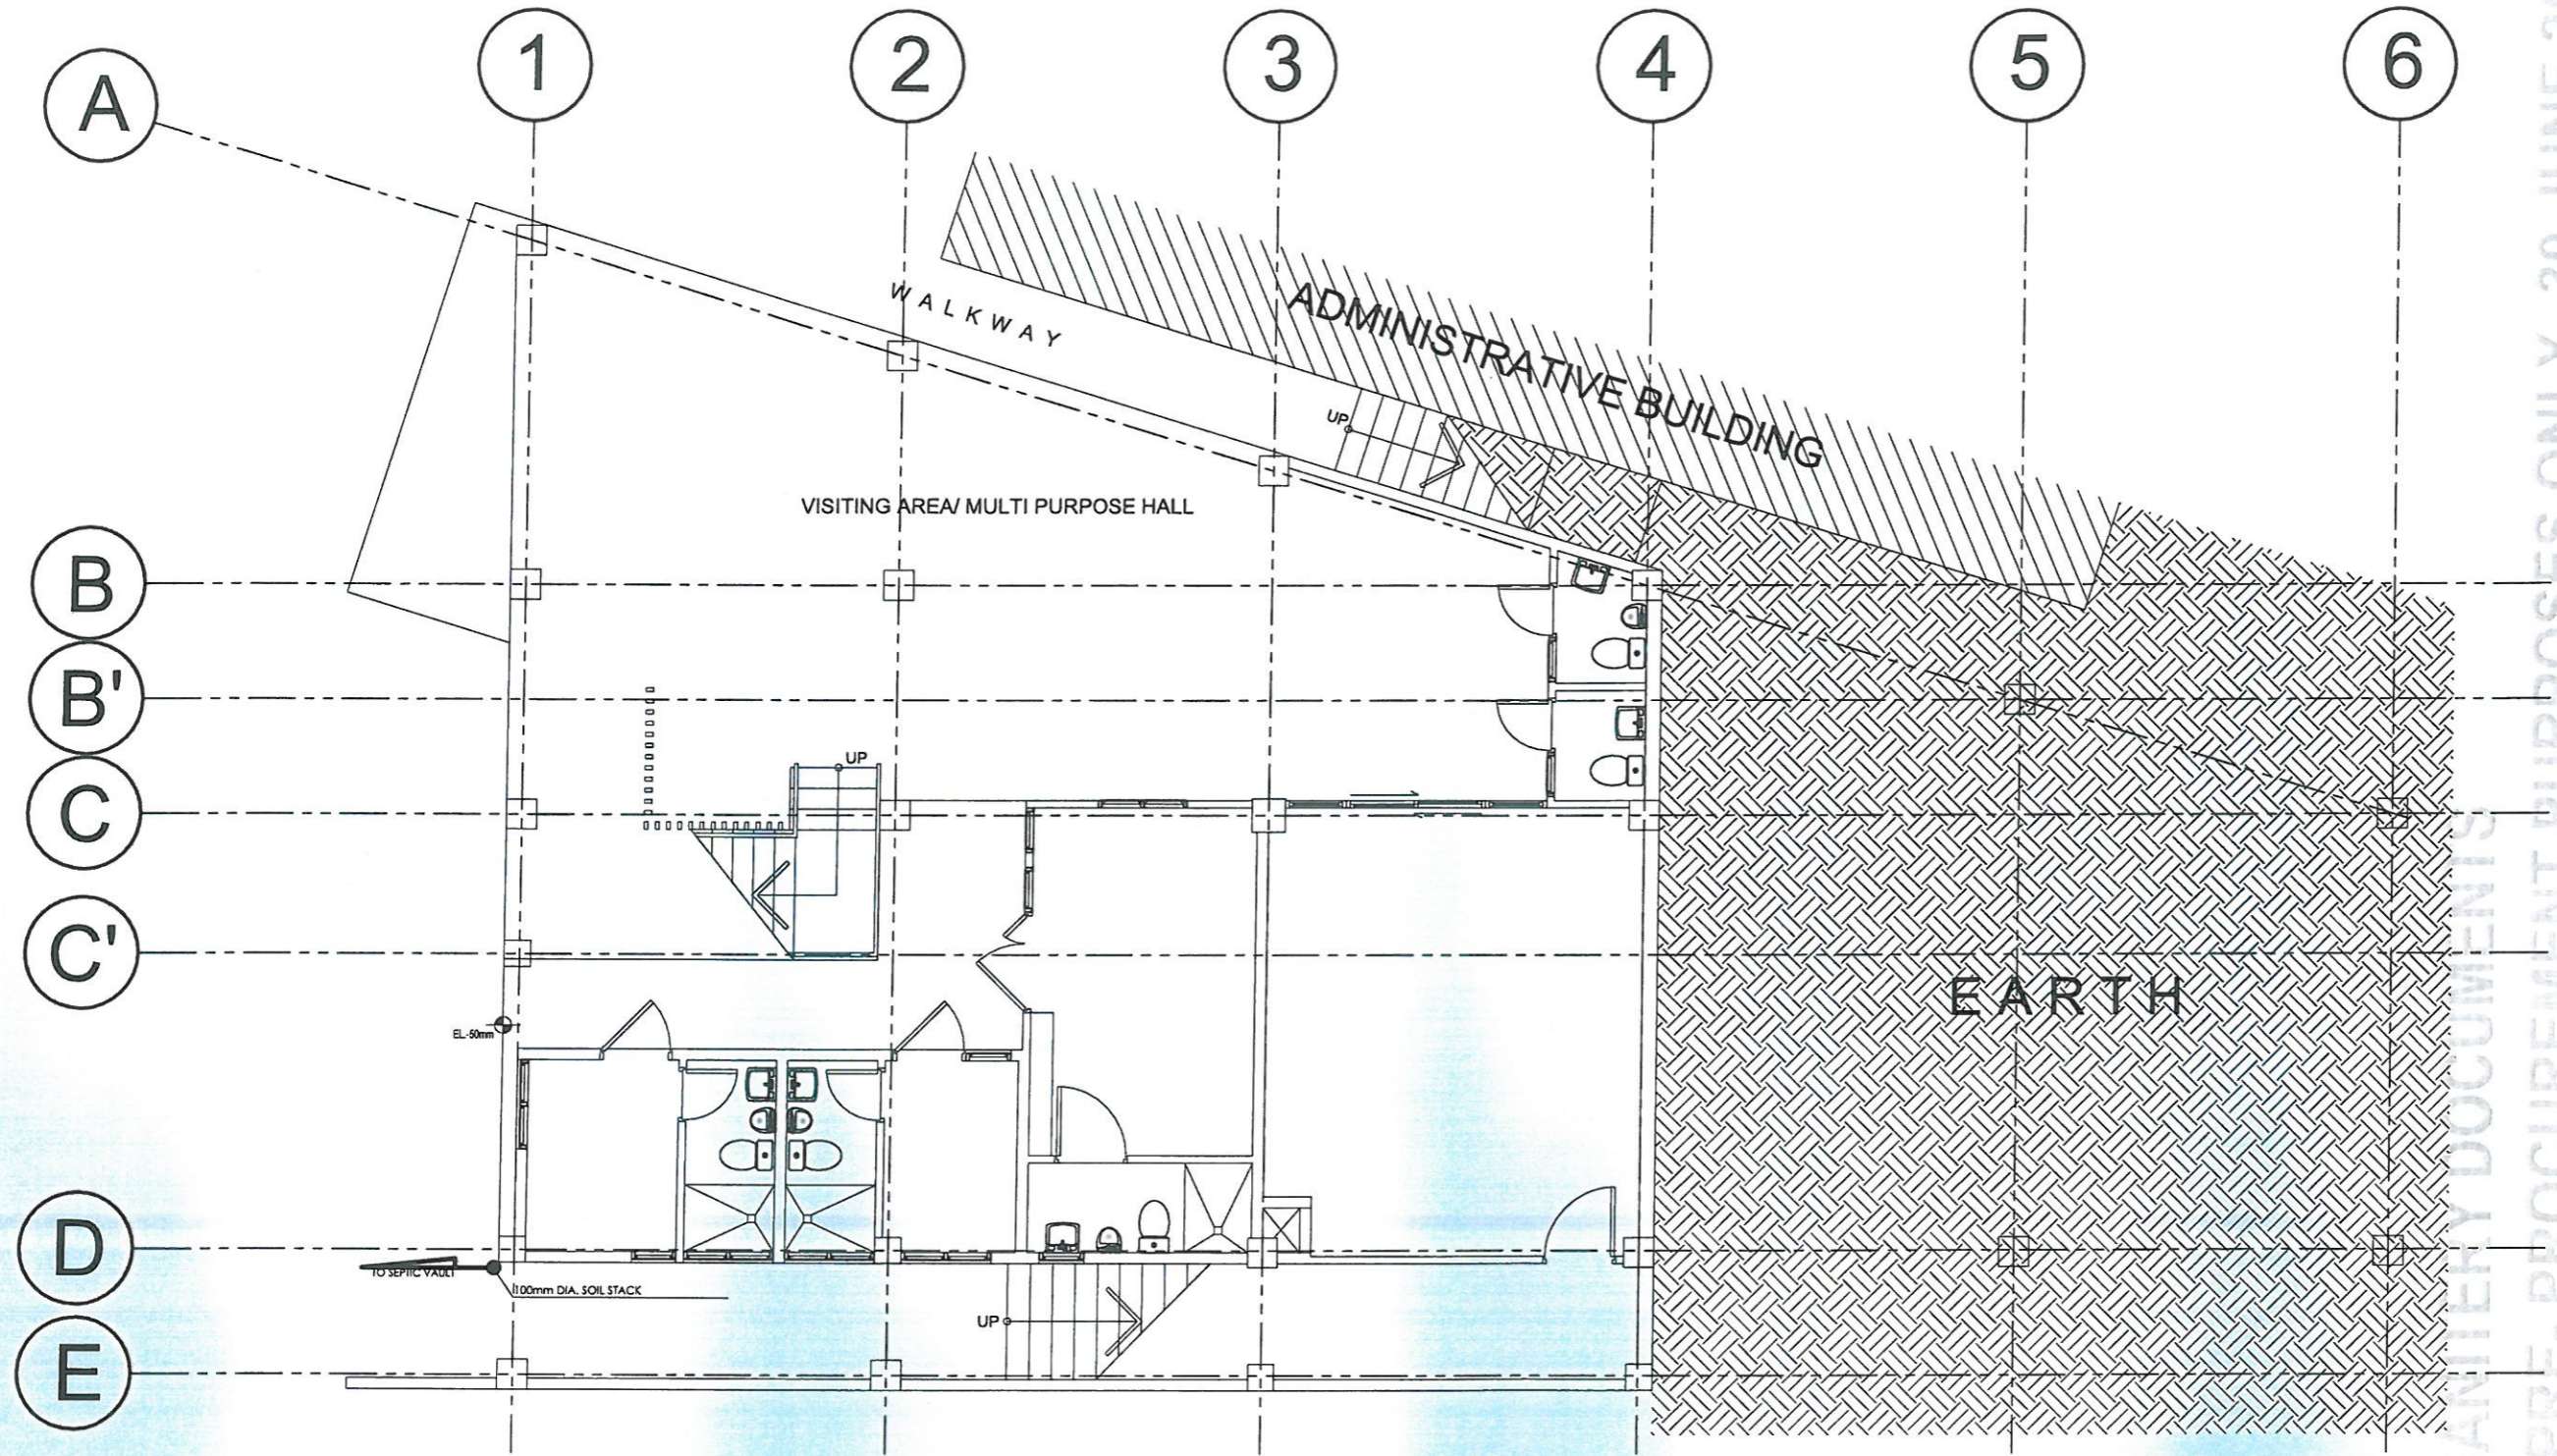 1
2
3
4
5
6
A
WALKWAY
ADMINISTRATIVE BUILDING
UP
VISITING AREA/ MULTI PURPOSE HALL
B
B'
UP
C
C'
EARTH
EL.-50mm
D
TO SEPTIC VAULT
100mm DIA. SOIL STACK
UP
E